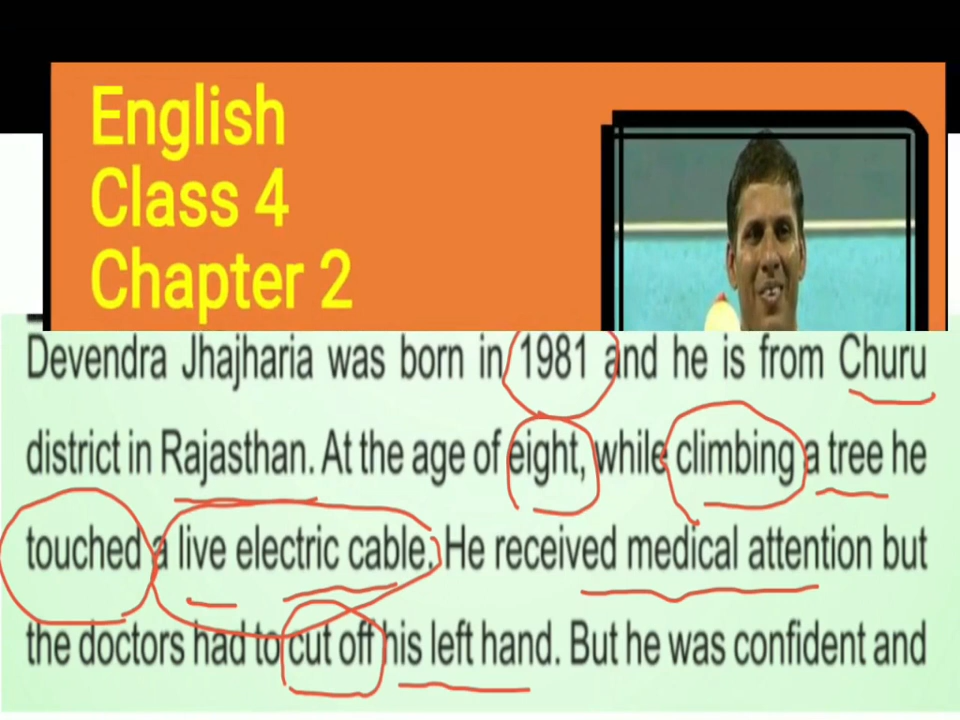 English
Class 4
Chapter 2
Devendra Jhajharia was born in 1981 and he is from Churu
district in Rajasthan. At the age of eight, while climbing a tree he
touched a live electric cable. He received medical attention but
the doctors had to cut off his left hand. But he was confident and